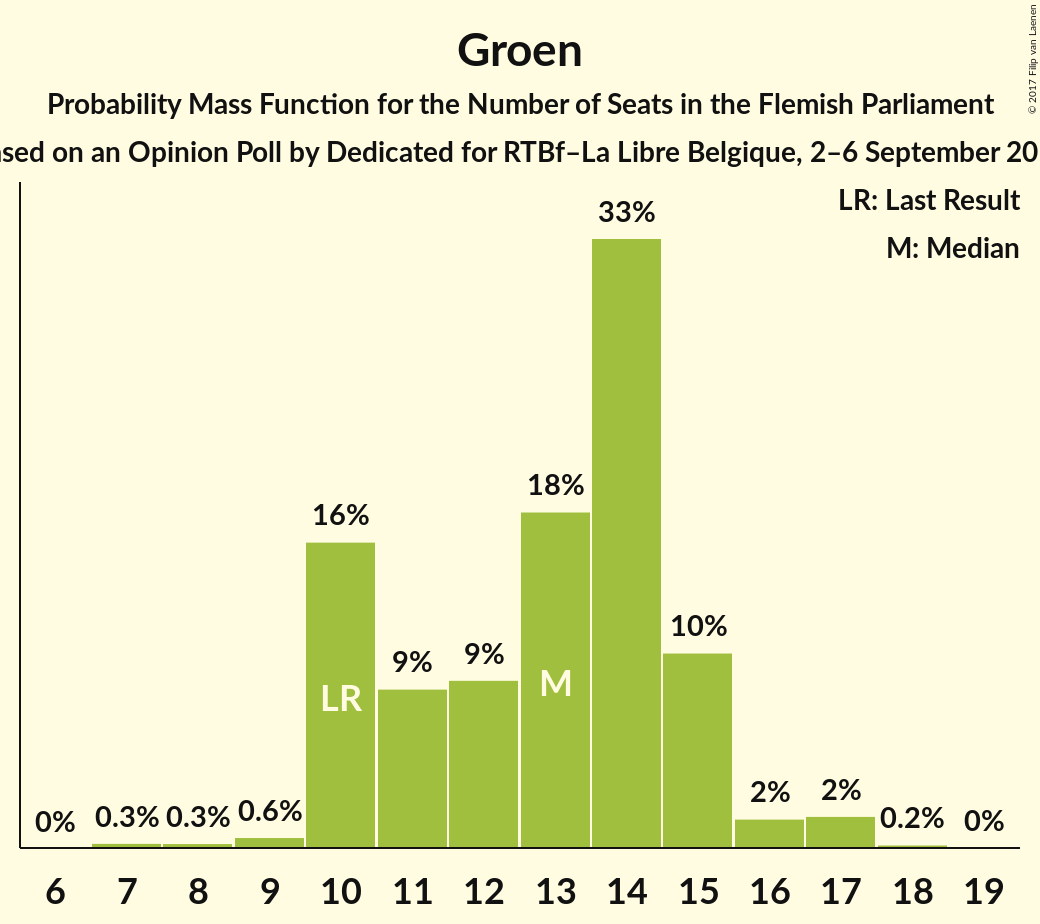 Groen
Probability Mass Function for the Number of Seats in the Flemish Parliament
on an Opinion Poll by Dedicated for RTBf–La Libre Belgique, 2–6 September
LR: Last Result
M: Median
© 2017 Filip van Laenen
33%
18%
16%
10%
9%
9%
2%
2%
0%
0.3%
0.3%
0.6%
0.2%
0%
LR
M
6 7 8 9 10 11 12 13 14 15 16 17 18 19